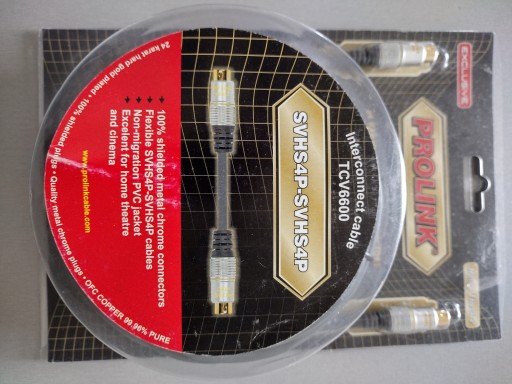 EXCLUSIVE
PROLINK
Interconnect cable
TCV6600
SVHS4P-SVHS4P
100% shielded metal chrome connectors
Flexible SVHS4P-SVHS4P cables
Non-migration PVC jacket
Excelent for home theatre
and cinema
www.prolinkcable.com
24 karat hard gold plated • 100% shielded plugs • Quality metal chrome plugs • OFC COPPER 99,96% PURE